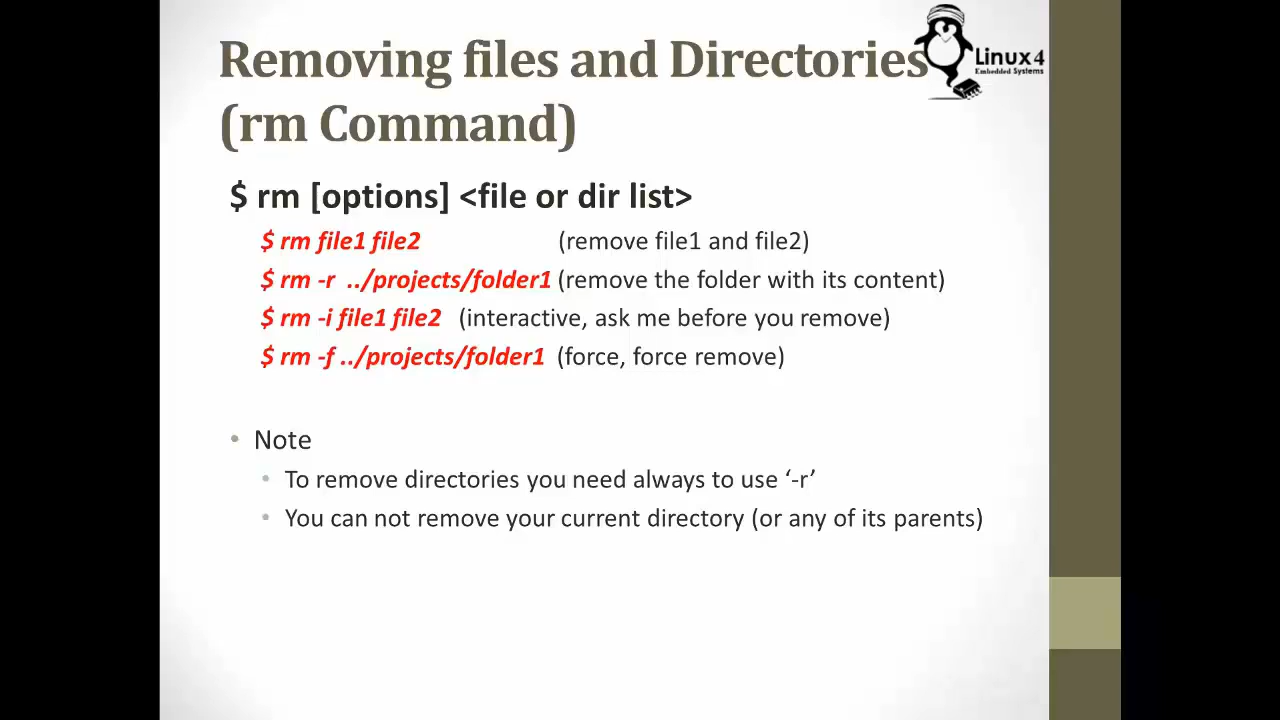 Removing files and Directories
(rm Command)
Linux 4
Embedded Systems
$ rm [options] <file or dir list>
$ rm file1 file2 (remove file1 and file2)
$ rm -r ../projects/folder1 (remove the folder with its content)
$ rm -i file1 file2 (interactive, ask me before you remove)
$ rm -f ../projects/folder1 (force, force remove)
• Note
• To remove directories you need always to use ‘-r’
• You can not remove your current directory (or any of its parents)